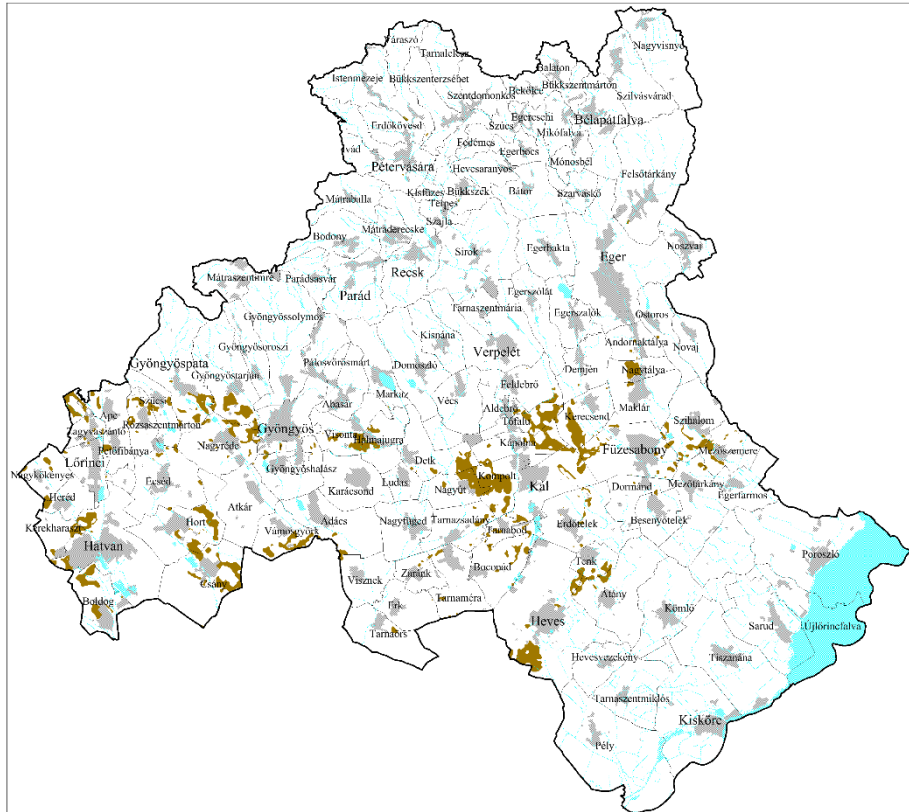 Váraszó
Nagyvisnyó
Tarnalelesz
Istenmezeje
Bükkszenterzsébet
Balaton
Bekölce
Bükkszentmárton
Szentdomonkos
Szilvásvárad
Egercsehi
Bélapátfalva
Erdőkövesd
Szúcs
Mikófalva
Fedémes
Egerbocs
Mónosbél
Pétervására
Hevesaranyos
Felsőtárkány
Kisfüzes
Bükkszék
Bátor
Szarvaskő
Mátraballa
Terpes
Szajla
Bodony
Mátraderecske
Sirok
Egerbakta
Noszvaj
Eger
Mátraszentimre
Parádsasvár
Recsk
Parád
Egerszólát
Tarnaszentmária
Egerszalók
Ostoros
Gyöngyössolymos
Kisnána
Andornaktálya
Novaj
Gyöngyösoroszi
Verpelét
Gyöngyöspata
Pálosvörösmart
Domoszló
Demjén
Nagytálya
Gyöngyöstarján
Markaz
Vécs
Feldebrő
Apc
Szücsi
Abasár
Aldebrő
Maklár
Zagyvaszántó
Rózsaszentmárton
Tófalu
Kerecsend
Szihalom
Petőfibánya
Gyöngyös
Visonta
Halmajugra
Kápolna
Mezőszemere
Nagyréde
Füzesabony
Lőrinci
Gyöngyöshalász
Detk
Nagykökényes
Ecséd
Karácsond
Ludas
Nagyút
Kompolt
Kál
Dormánd
Mezőtárkány
Egerfarmos
Heréd
Atkár
Kerekharaszt
Hort
Vámosgyörk
Adács
Nagyfüged
Tarnazsadány
Tarnabod
Erdőtelek
Besenyőtelek
Hatvan
Poroszló
Csány
Visznek
Zaránk
Boconád
Tenk
Boldog
Erk
Tarnaméra
Átány
Kömlő
Heves
Sarud
Újlőrincfalva
Tarnaörs
Hevesvezekény
Tiszanána
Tarnaszentmiklós
Kisköre
Pély